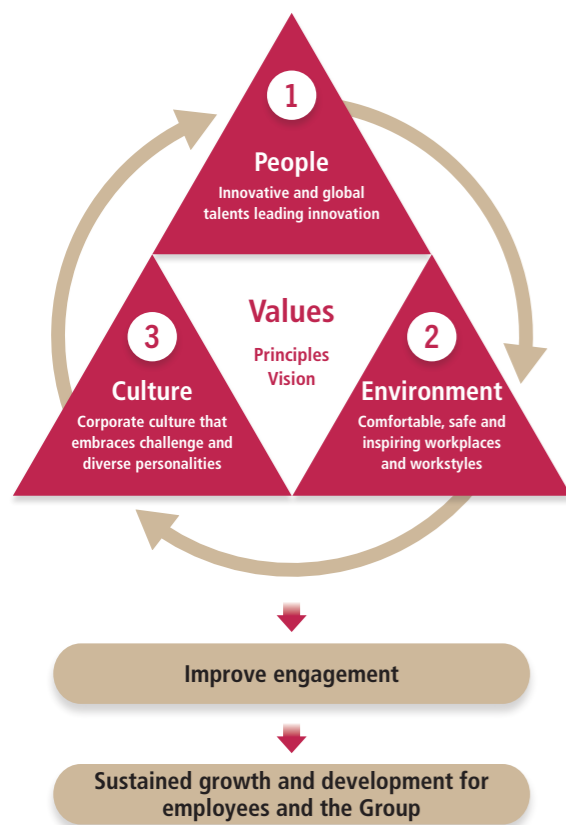 1
People
Innovative and global
talents leading innovation
Values
Principles
Vision
2
Environment
Comfortable, safe and
inspiring workplaces
and workstyles
3
Culture
Corporate culture that
embraces challenge and
diverse personalities
Improve engagement
Sustained growth and development for
employees and the Group